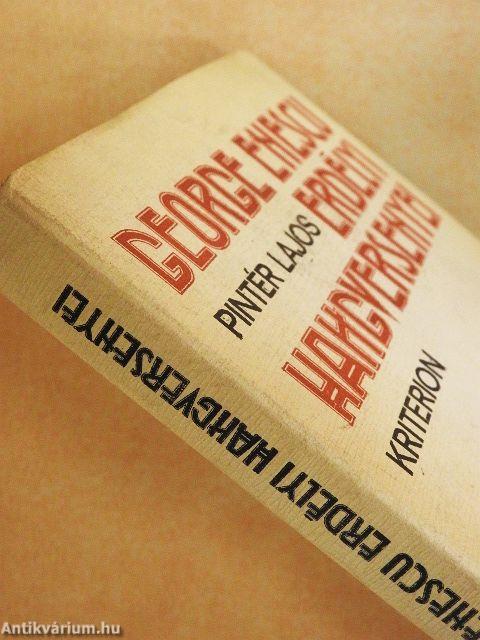 GEORGE ENESCU
PINTÉR LAJOS
ERDÉLYI
HANGVERSENYEI
KRITERION
ENESCU ERDÉLYI HANGVERSENYEI
Antikvárium.hu